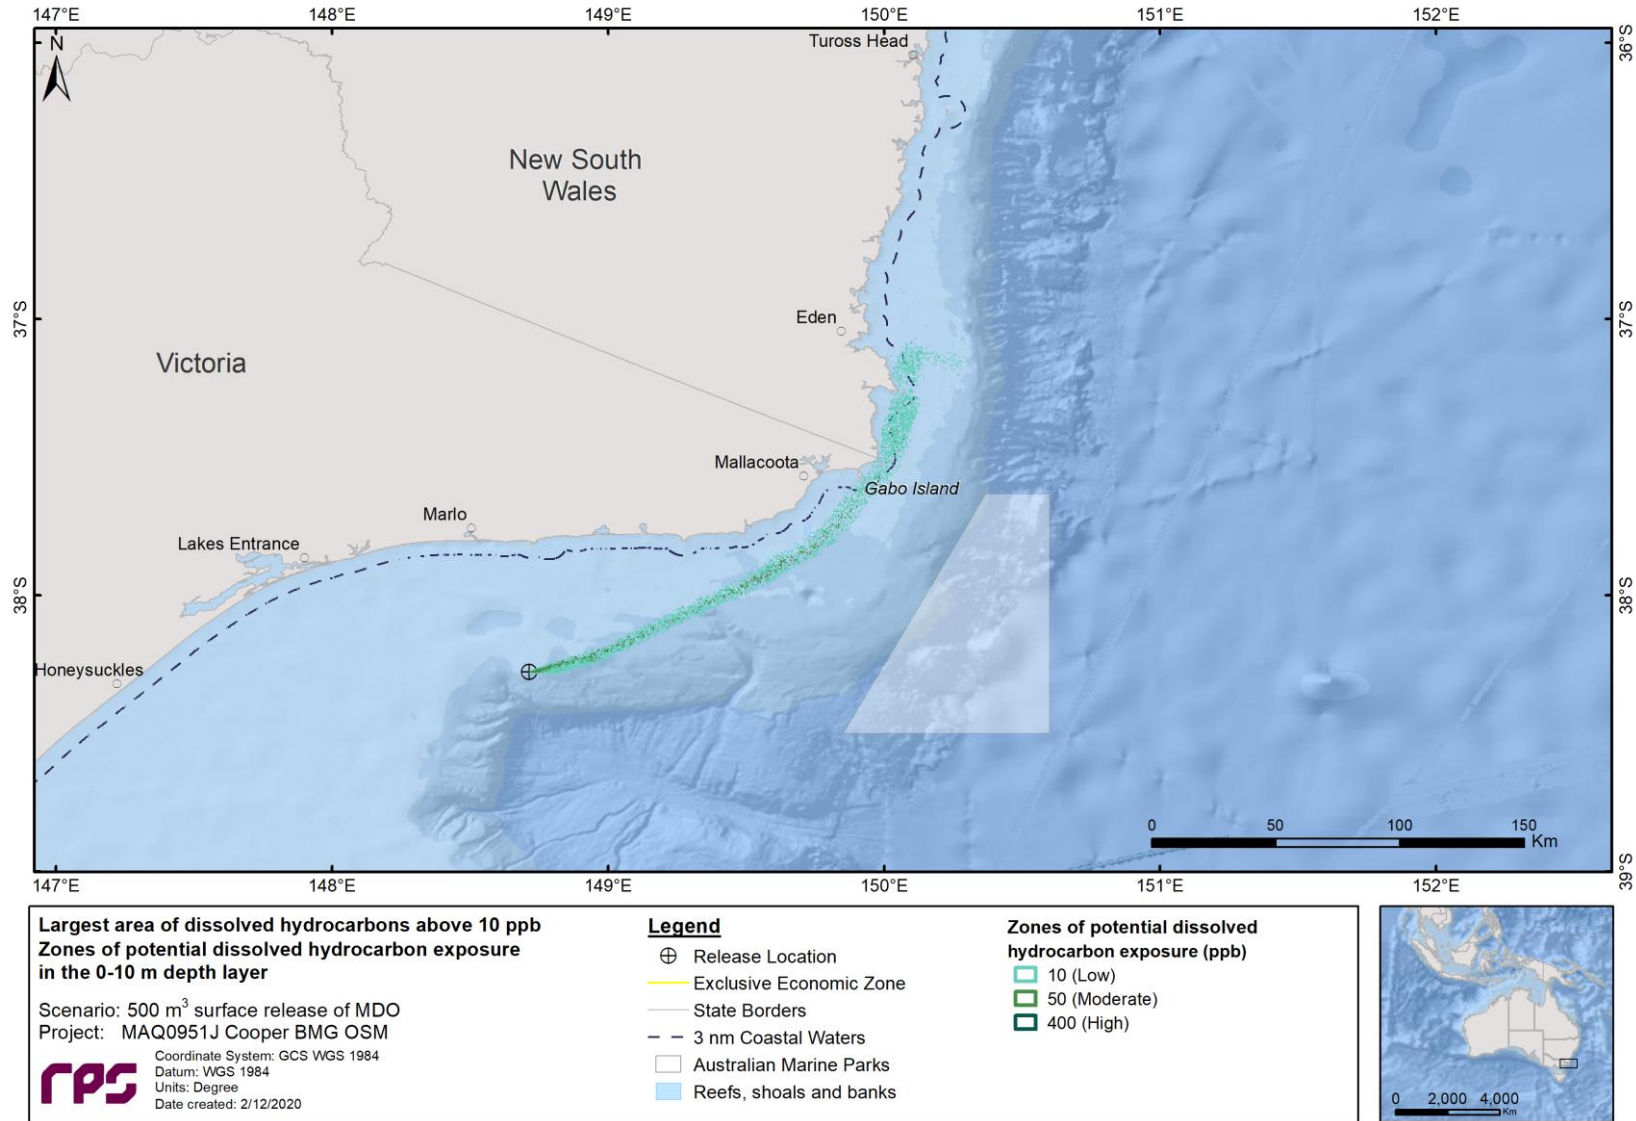 147°E 148°E 149°E 150°E 151°E 152°E
N
Tuross Head
36°S
New South
Wales
Eden
37°S
37°S
Victoria
Mallacoota
Gabo Island
Marlo
Lakes Entrance
38°S
38°S
Honeysuckles
0 50 100 150
Km
39°S
147°E 148°E 149°E 150°E 151°E 152°E
Largest area of dissolved hydrocarbons above 10 ppb
Zones of potential dissolved hydrocarbon exposure
in the 0-10 m depth layer
Scenario: 500 m³ surface release of MDO
Project: MAQ0951J Cooper BMG OSM
rps
Coordinate System: GCS WGS 1984
Datum: WGS 1984
Units: Degree
Date created: 2/12/2020
Legend
Release Location
Exclusive Economic Zone
State Borders
3 nm Coastal Waters
Australian Marine Parks
Reefs, shoals and banks
Zones of potential dissolved
hydrocarbon exposure (ppb)
10 (Low)
50 (Moderate)
400 (High)
0 2,000 4,000
Km